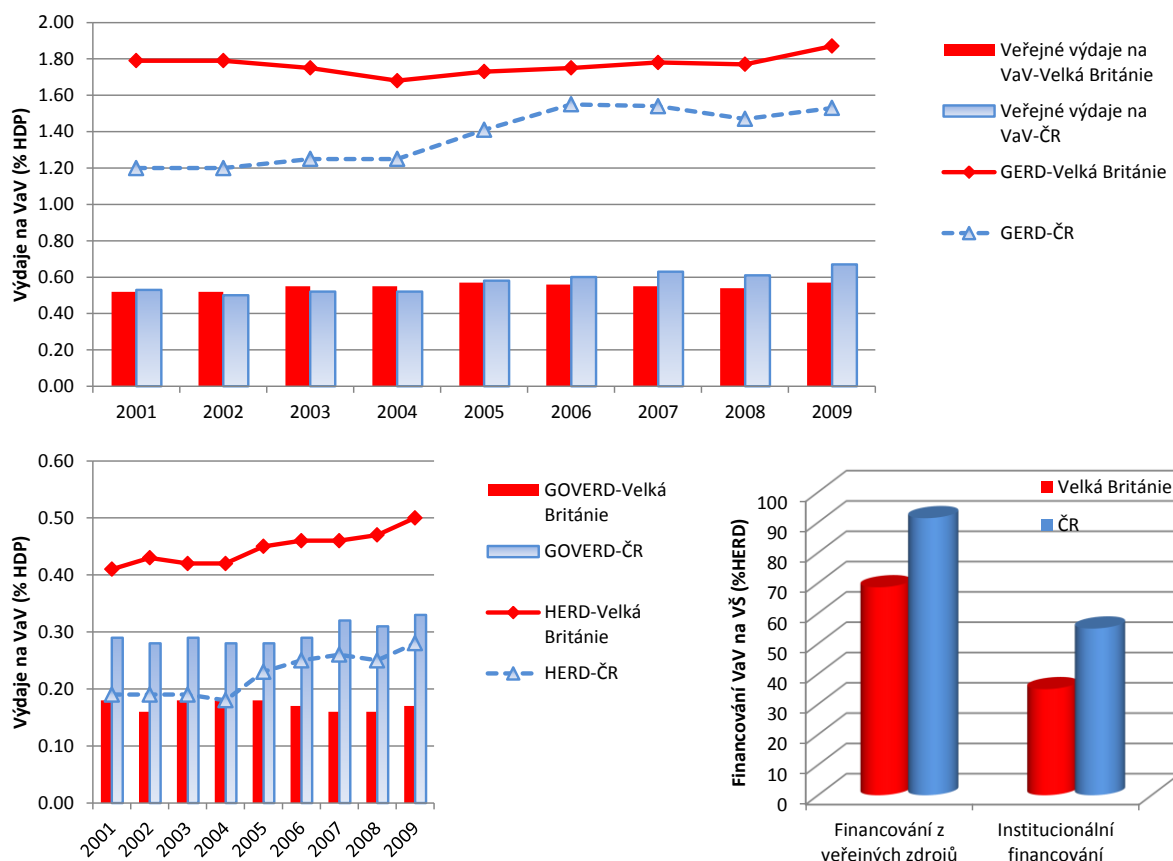 2.00
1.80
1.60
1.40
1.20
1.00
0.80
0.60
0.40
0.20
0.00
Výdaje na VaV (% HDP)
2001 2002 2003 2004 2005 2006 2007 2008 2009
Veřejné výdaje na
VaV-Velká Británie
Veřejné výdaje na
VaV-ČR
GERD-Velká Británie
GERD-ČR
0.60
0.50
0.40
0.30
0.20
0.10
0.00
Výdaje na VaV (% HDP)
2001 2002 2003 2004 2005 2006 2007 2008 2009
GOVERD-Velká
Británie
GOVERD-ČR
HERD-Velká
Británie
HERD-ČR
100
90
80
70
60
50
40
30
20
10
0
Financování VaV na VŠ (%HERD)
Velká Británie
ČR
Financování z
veřejných zdrojů
Institucionální
financování